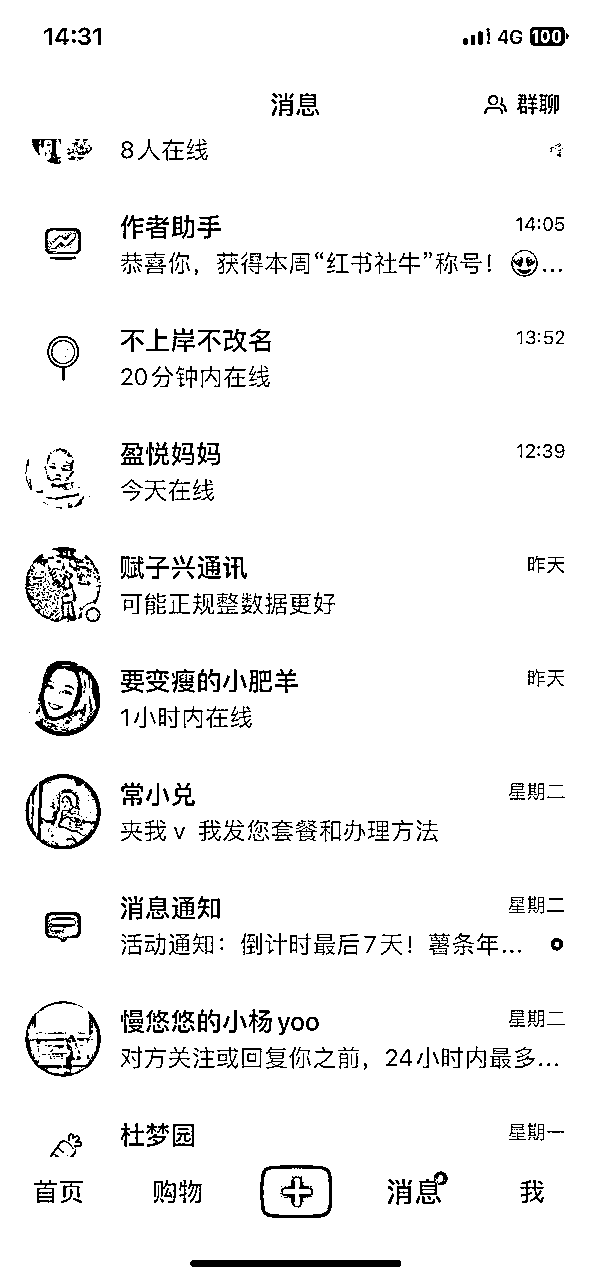 14:31
4G 100
消息
群聊
8人在线
作者助手
14:05
恭喜你，获得本周“红书社牛”称号！😍...
不上岸不改名
13:52
20分钟内在线
盈悦妈妈
12:39
今天在线
赋子兴通讯
昨天
可能正规整数据更好
要变瘦的小肥羊
昨天
1小时内在线
常小兑
星期二
夹我 v 我发您套餐和办理方法
消息通知
星期二
活动通知：倒计时最后7天！薯条年...
慢悠悠的小杨yoo
星期二
对方关注或回复你之前，24小时内最多...
杜梦园
星期一
首页
购物
消息
我